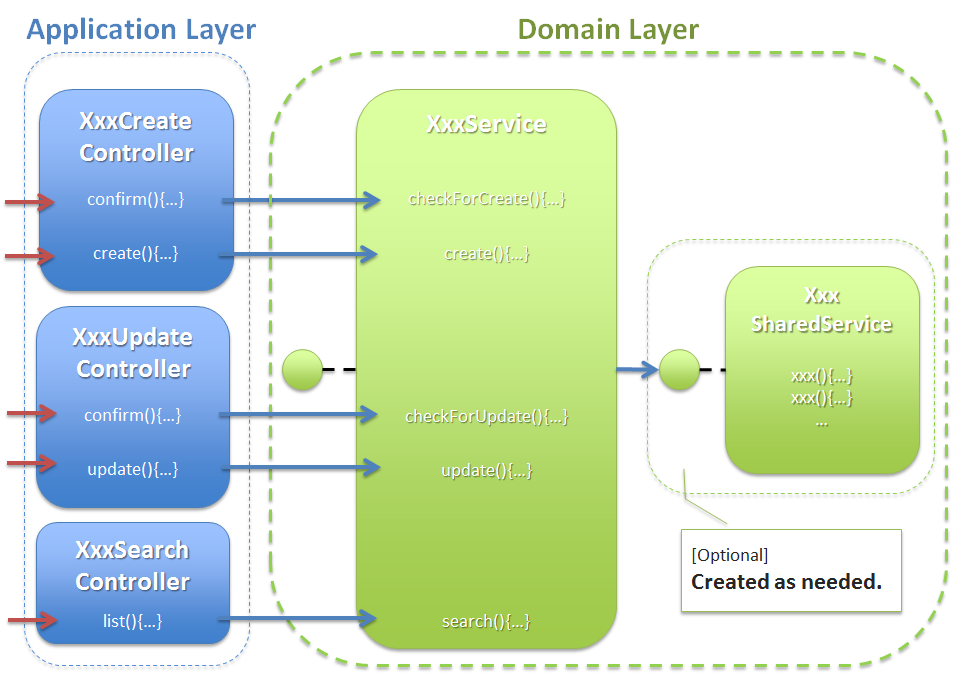 Application Layer
Domain Layer
XxxCreate
Controller
confirm(){...}
create(){...}
XxxUpdate
Controller
confirm(){...}
update(){...}
XxxSearch
Controller
list(){...}
XxxService
checkForCreate(){...}
create(){...}
checkForUpdate(){...}
update(){...}
search(){...}
Xxx
SharedService
xxx(){...}
xxx(){...}
...
[Optional]
Created as needed.